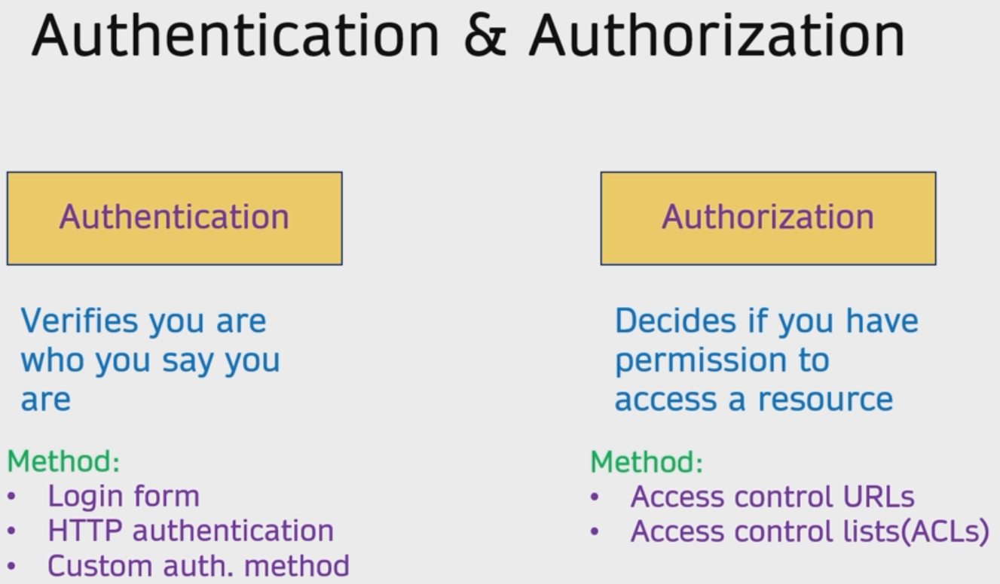 Authentication & Authorization
Authentication
Verifies you are
who you say you
are
Method:
• Login form
• HTTP authentication
• Custom auth. method
Authorization
Decides if you have
permission to
access a resource
Method:
• Access control URLs
• Access control lists(ACLs)